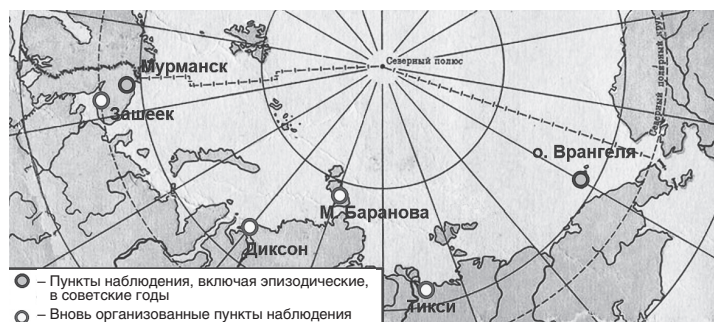 Мурманск
Северный полюс
Зашеек
Северный полярный круг
о. Врангеля
М. Баранова
Диксон
Тикси
– Пункты наблюдения, включая эпизодические,
в советские годы
– Вновь организованные пункты наблюдения